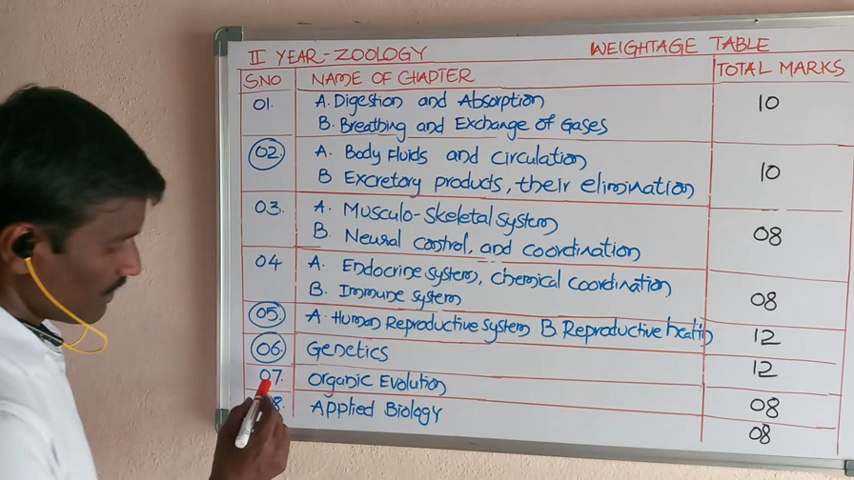 II YEAR-ZOOLOGY WEIGHTAGE TABLE
SNO NAME OF CHAPTER TOTAL MARKS
01. A. Digestion and Absorption 10
B. Breathing and Exchange of Gases
02. A. Body Fluids and circulation 10
B Excretory products, their elimination
03. A. Musculo-Skeletal System 08
B. Neural control, and coordination
04 A. Endocrine system, chemical coordination 08
B. Immune system
05. A. Human Reproductive System B. Reproductive health 12
06. Genetics 12
07. Organic Evolution 08
8. Applied Biology 08